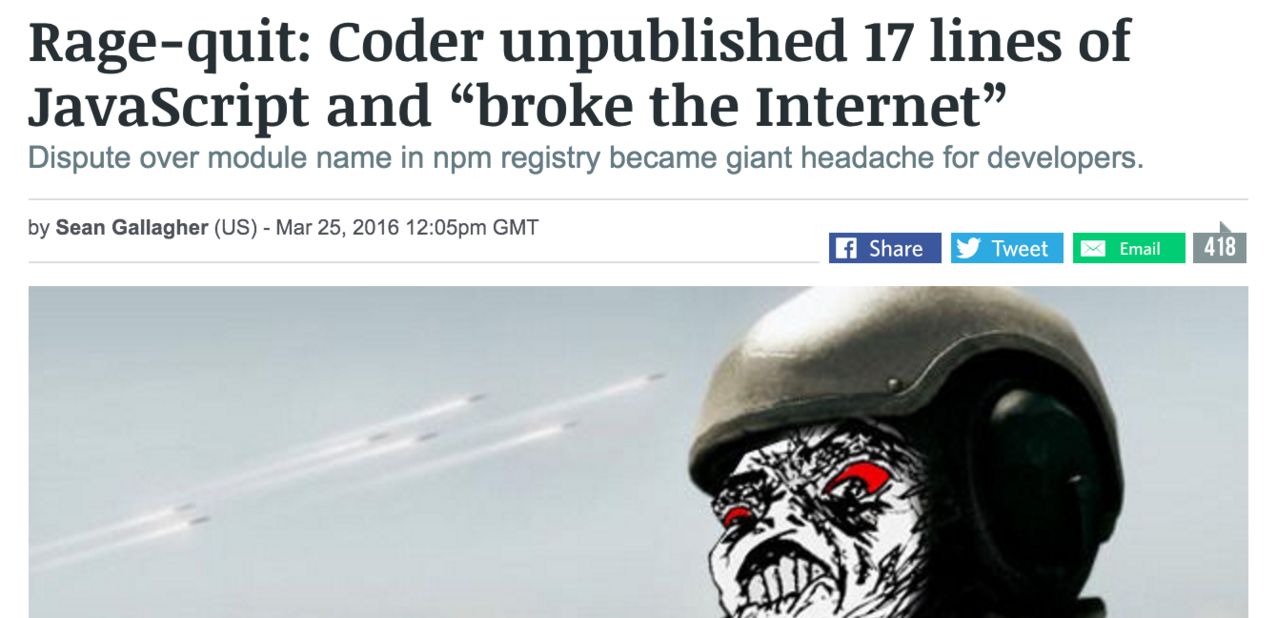 Rage-quit: Coder unpublished 17 lines of
JavaScript and “broke the Internet”
Dispute over module name in npm registry became giant headache for developers.
by Sean Gallagher (US) - Mar 25, 2016 12:05pm GMT
Share Tweet Email 418